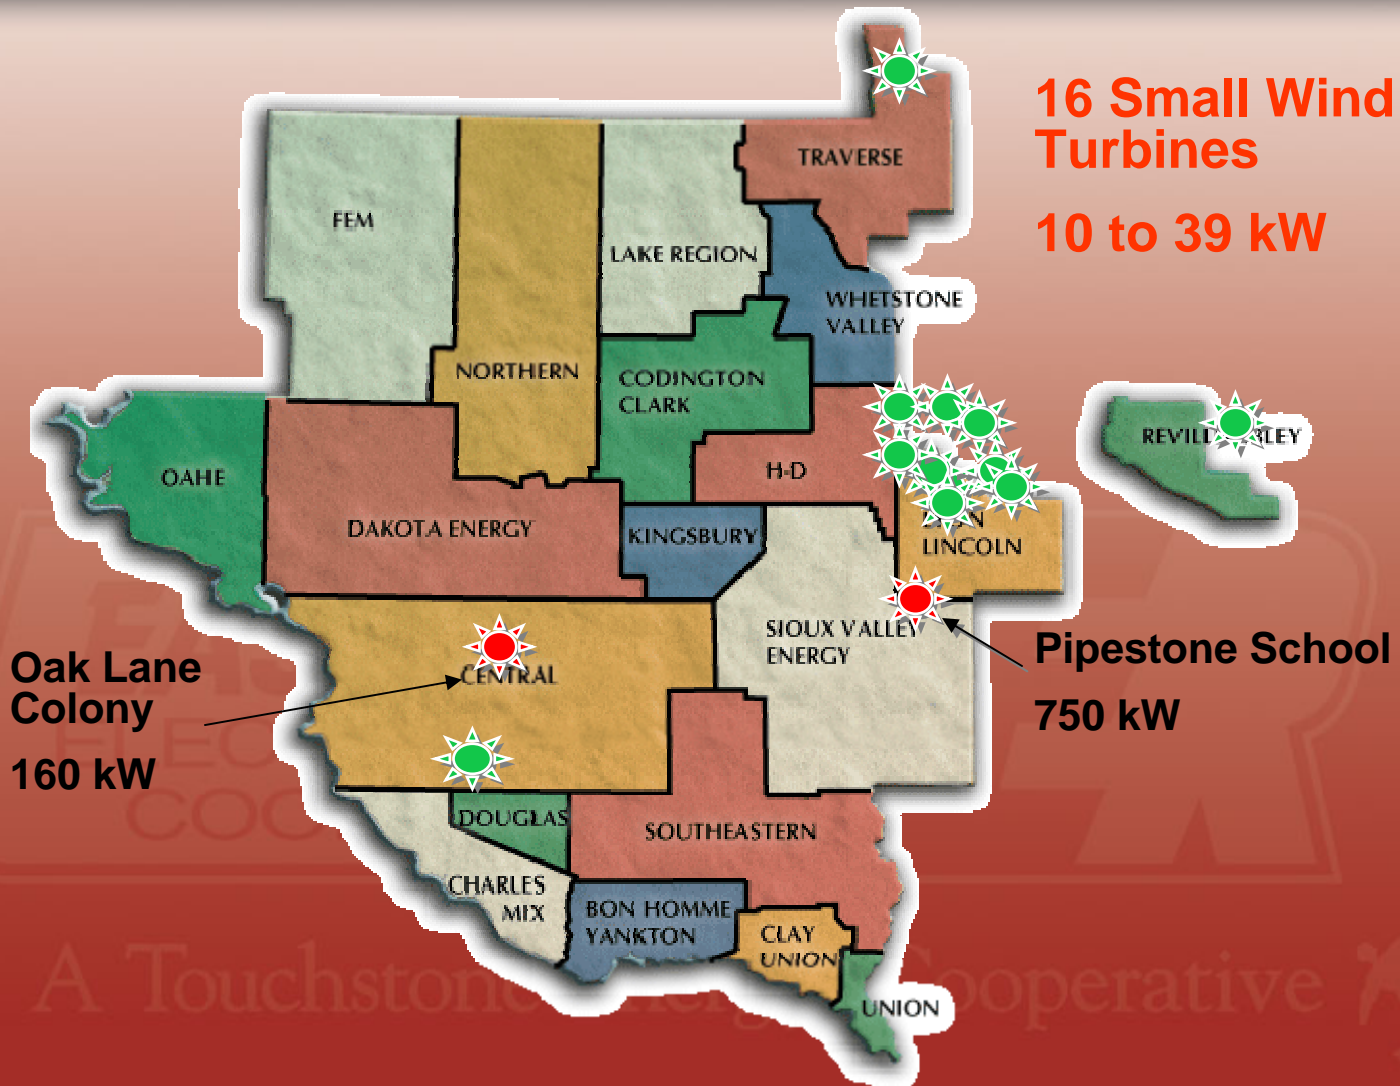 16 Small Wind
Turbines
10 to 39 kW
TRAVERSE
FEM
LAKE REGION
WHETSTONE
VALLEY
NORTHERN
CODINGTON
CLARK
OAHE
H-D
DAKOTA ENERGY
KINGSBURY
LINCOLN
SIOUX VALLEY
ENERGY
Pipestone School
750 kW
Oak Lane
Colony
160 kW
CENTRAL
DOUGLAS
SOUTHEASTERN
CHARLES
MIX
BON HOMME
YANKTON
CLAY
UNION
UNION
A Touchstone Cooperative